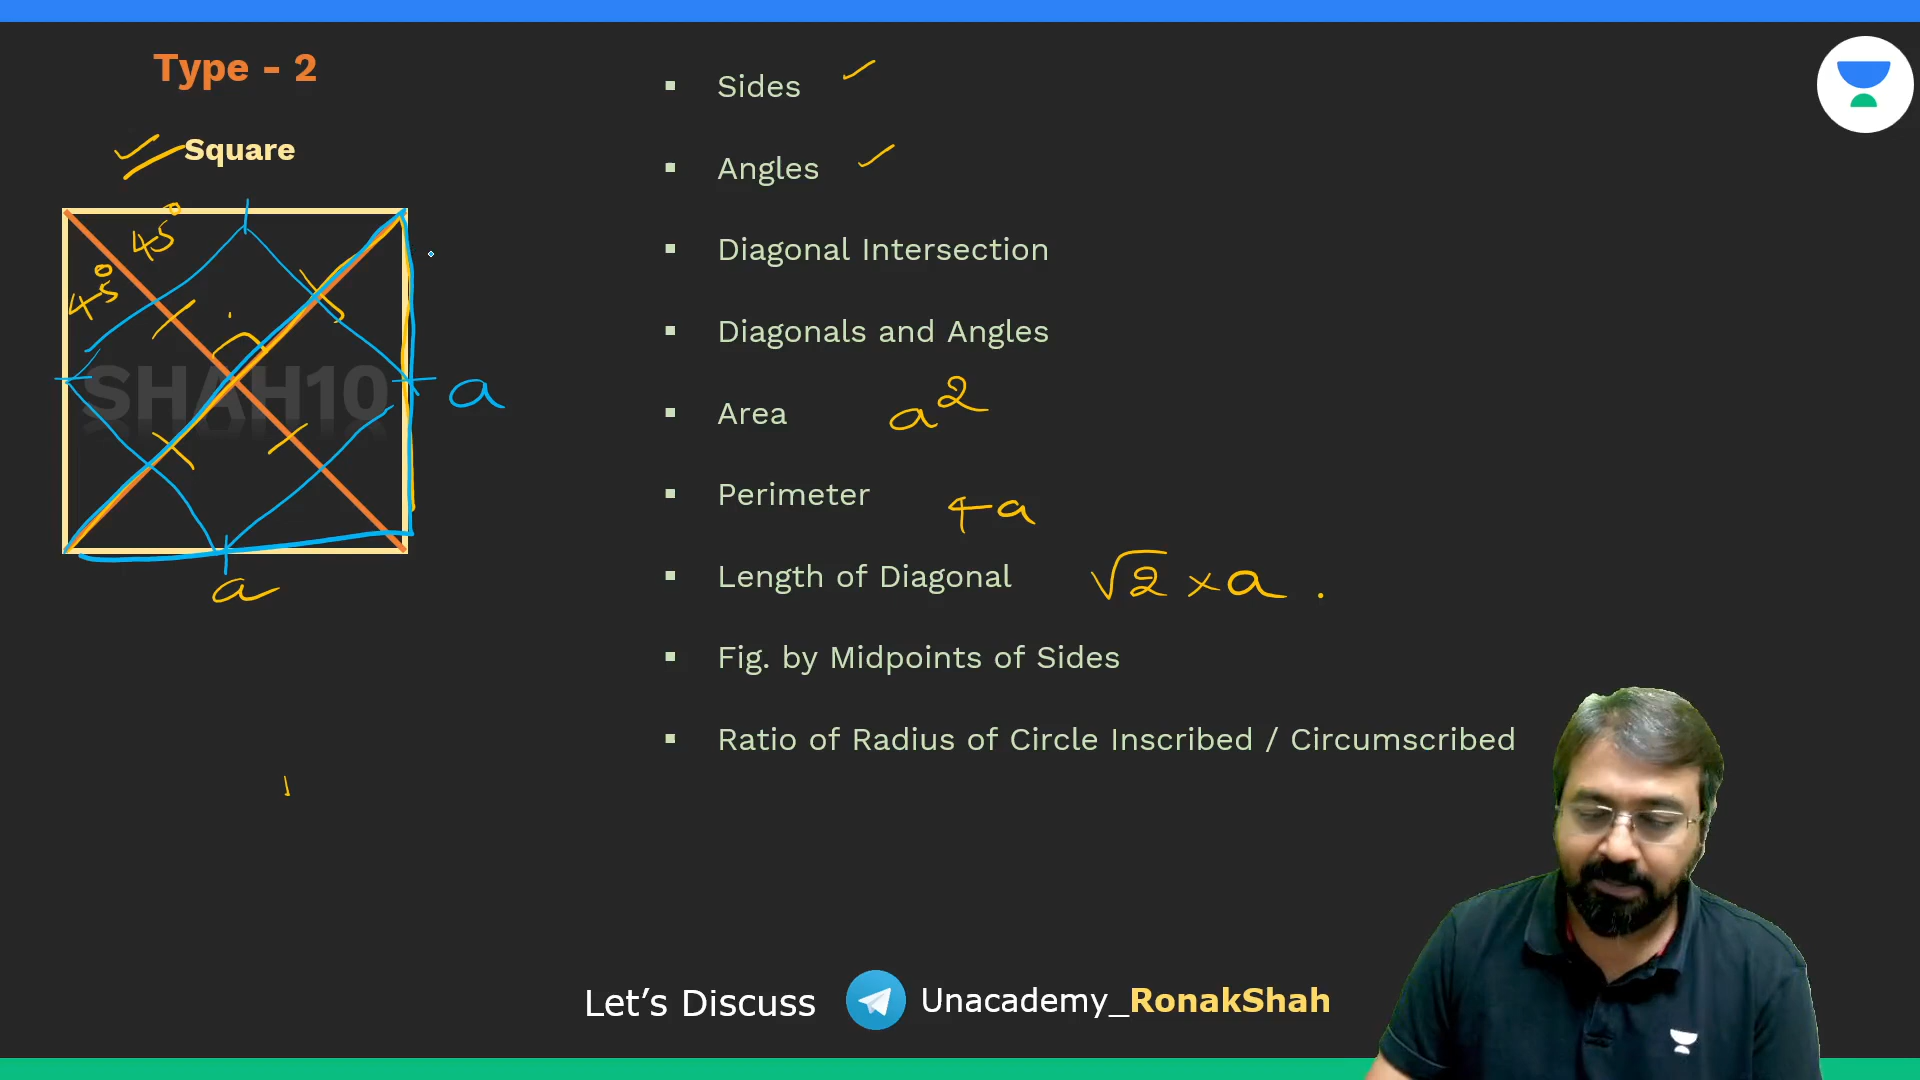 Type - 2
Square
45°
45°
SHAH10
a
a
▪ Sides
▪ Angles
▪ Diagonal Intersection
▪ Diagonals and Angles
▪ Area a²
▪ Perimeter 4a
▪ Length of Diagonal √2 × a .
▪ Fig. by Midpoints of Sides
▪ Ratio of Radius of Circle Inscribed / Circumscribed
Let’s Discuss Unacademy_RonakShah